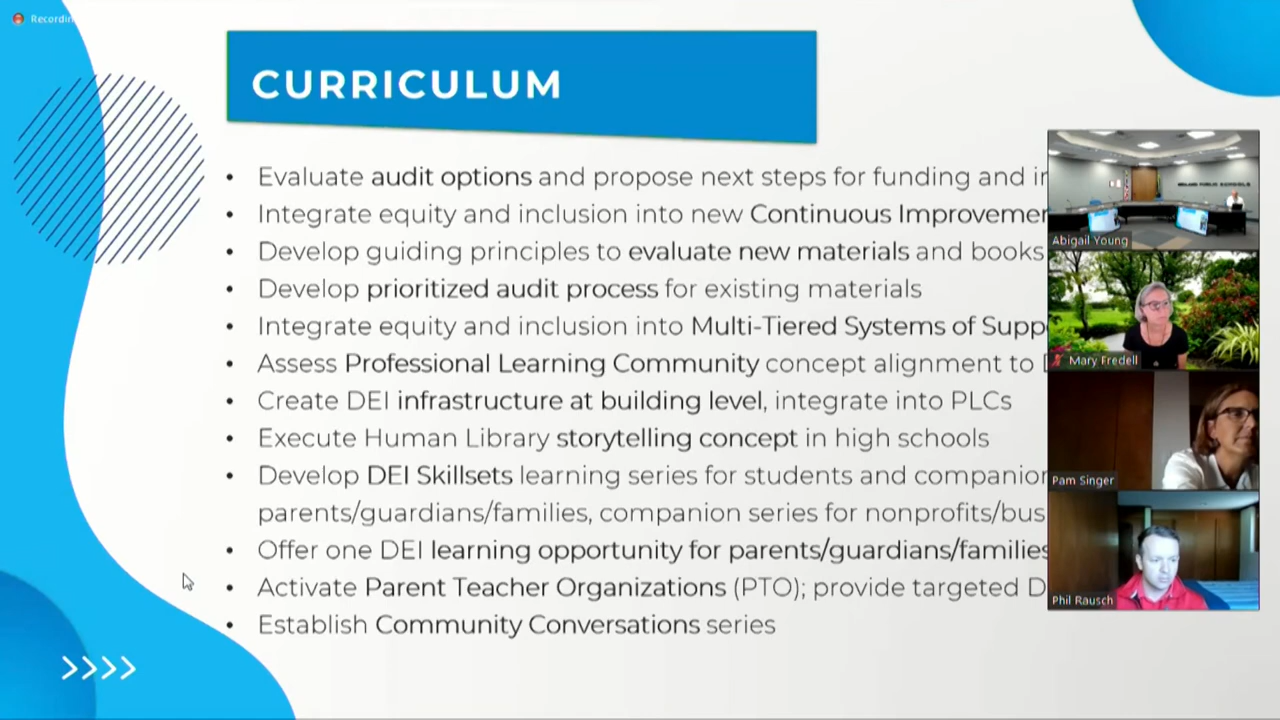 Recordin
CURRICULUM
• Evaluate audit options and propose next steps for funding and
• Integrate equity and inclusion into new Continuous Improvemen
• Develop guiding principles to evaluate new materials and books
• Develop prioritized audit process for existing materials
• Integrate equity and inclusion into Multi-Tiered Systems of Supp
• Assess Professional Learning Community concept alignment to
• Create DEI infrastructure at building level, integrate into PLCs
• Execute Human Library storytelling concept in high schools
• Develop DEI Skillsets learning series for students and companion
parents/guardians/families, companion series for nonprofits/bus
• Offer one DEI learning opportunity for parents/guardians/families
• Activate Parent Teacher Organizations (PTO); provide targeted D
• Establish Community Conversations series
Abigail Young
Mary Fredell
Pam Singer
Phil Rausch